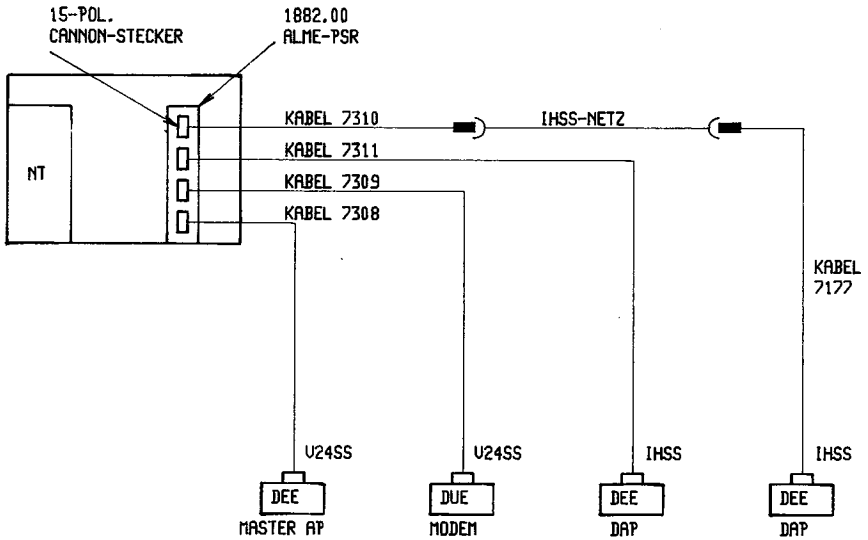 15-POL.
CANNON-STECKER
1882.00
ALME-PSR
NT
KABEL 7310
IHSS-NETZ
KABEL 7311
KABEL 7309
KABEL 7308
KABEL
7177
V24SS
V24SS
IHSS
IHSS
DEE
DUE
DEE
DEE
MASTER AP
MODEM
DAP
DAP